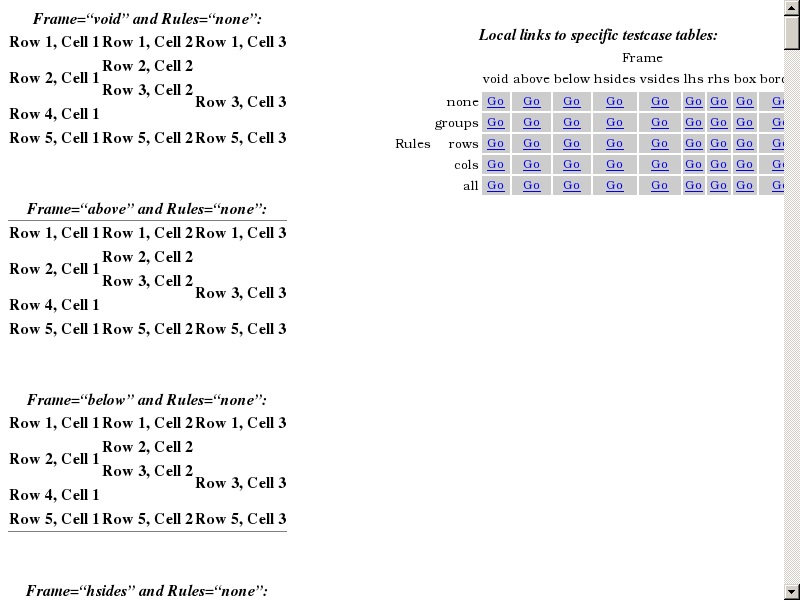 Frame=“void” and Rules=“none”:
Row 1, Cell 1 Row 1, Cell 2 Row 1, Cell 3
Row 2, Cell 1 Row 2, Cell 2
Row 3, Cell 2 Row 3, Cell 3
Row 4, Cell 1
Row 5, Cell 1 Row 5, Cell 2 Row 5, Cell 3
Frame=“above” and Rules=“none”:
Row 1, Cell 1 Row 1, Cell 2 Row 1, Cell 3
Row 2, Cell 1 Row 2, Cell 2
Row 3, Cell 2 Row 3, Cell 3
Row 4, Cell 1
Row 5, Cell 1 Row 5, Cell 2 Row 5, Cell 3
Frame=“below” and Rules=“none”:
Row 1, Cell 1 Row 1, Cell 2 Row 1, Cell 3
Row 2, Cell 1 Row 2, Cell 2
Row 3, Cell 2 Row 3, Cell 3
Row 4, Cell 1
Row 5, Cell 1 Row 5, Cell 2 Row 5, Cell 3
Frame=“hsides” and Rules=“none”:
Local links to specific testcase tables:
Frame
void above below hsides vsides lhs rhs box
none Go Go Go Go Go Go Go Go Go
groups Go Go Go Go Go Go Go Go Go
Rules rows Go Go Go Go Go Go Go Go Go
cols Go Go Go Go Go Go Go Go Go
all Go Go Go Go Go Go Go Go Go